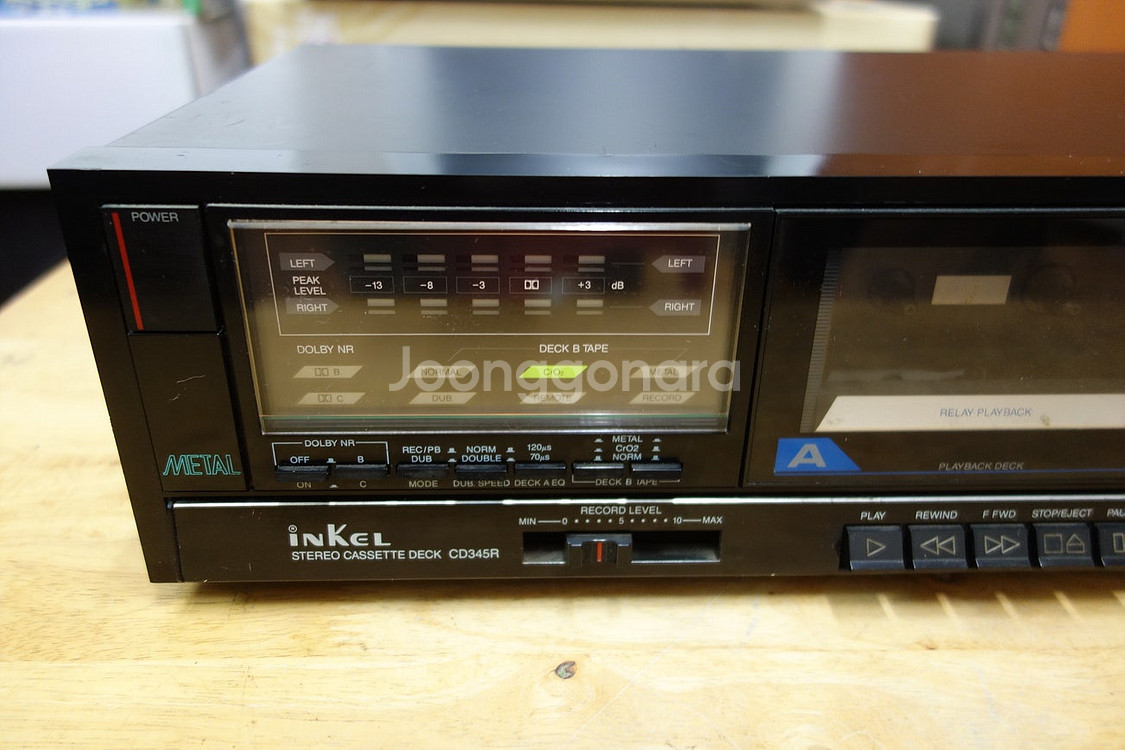 POWER
LEFT
LEFT
PEAK LEVEL
-13 -8 -3 +3 dB
RIGHT
RIGHT
DOLBY NR
DECK B TAPE
B NORMAL CrO2 METAL
C DUB REMOTE RECORD
Joonggonara
RELAY PLAYBACK
A
PLAYBACK DECK
METAL
DOLBY NR
OFF B
ON C
REC/PB
DUB
MODE
NORM
DOUBLE
DUB. SPEED
120μs
70μs
DECK A EQ
METAL
CrO2
NORM
DECK B TAPE
RECORD LEVEL
MIN 0 5 10 MAX
® iNKEL
STEREO CASSETTE DECK CD345R
PLAY REWIND F FWD STOP/EJECT